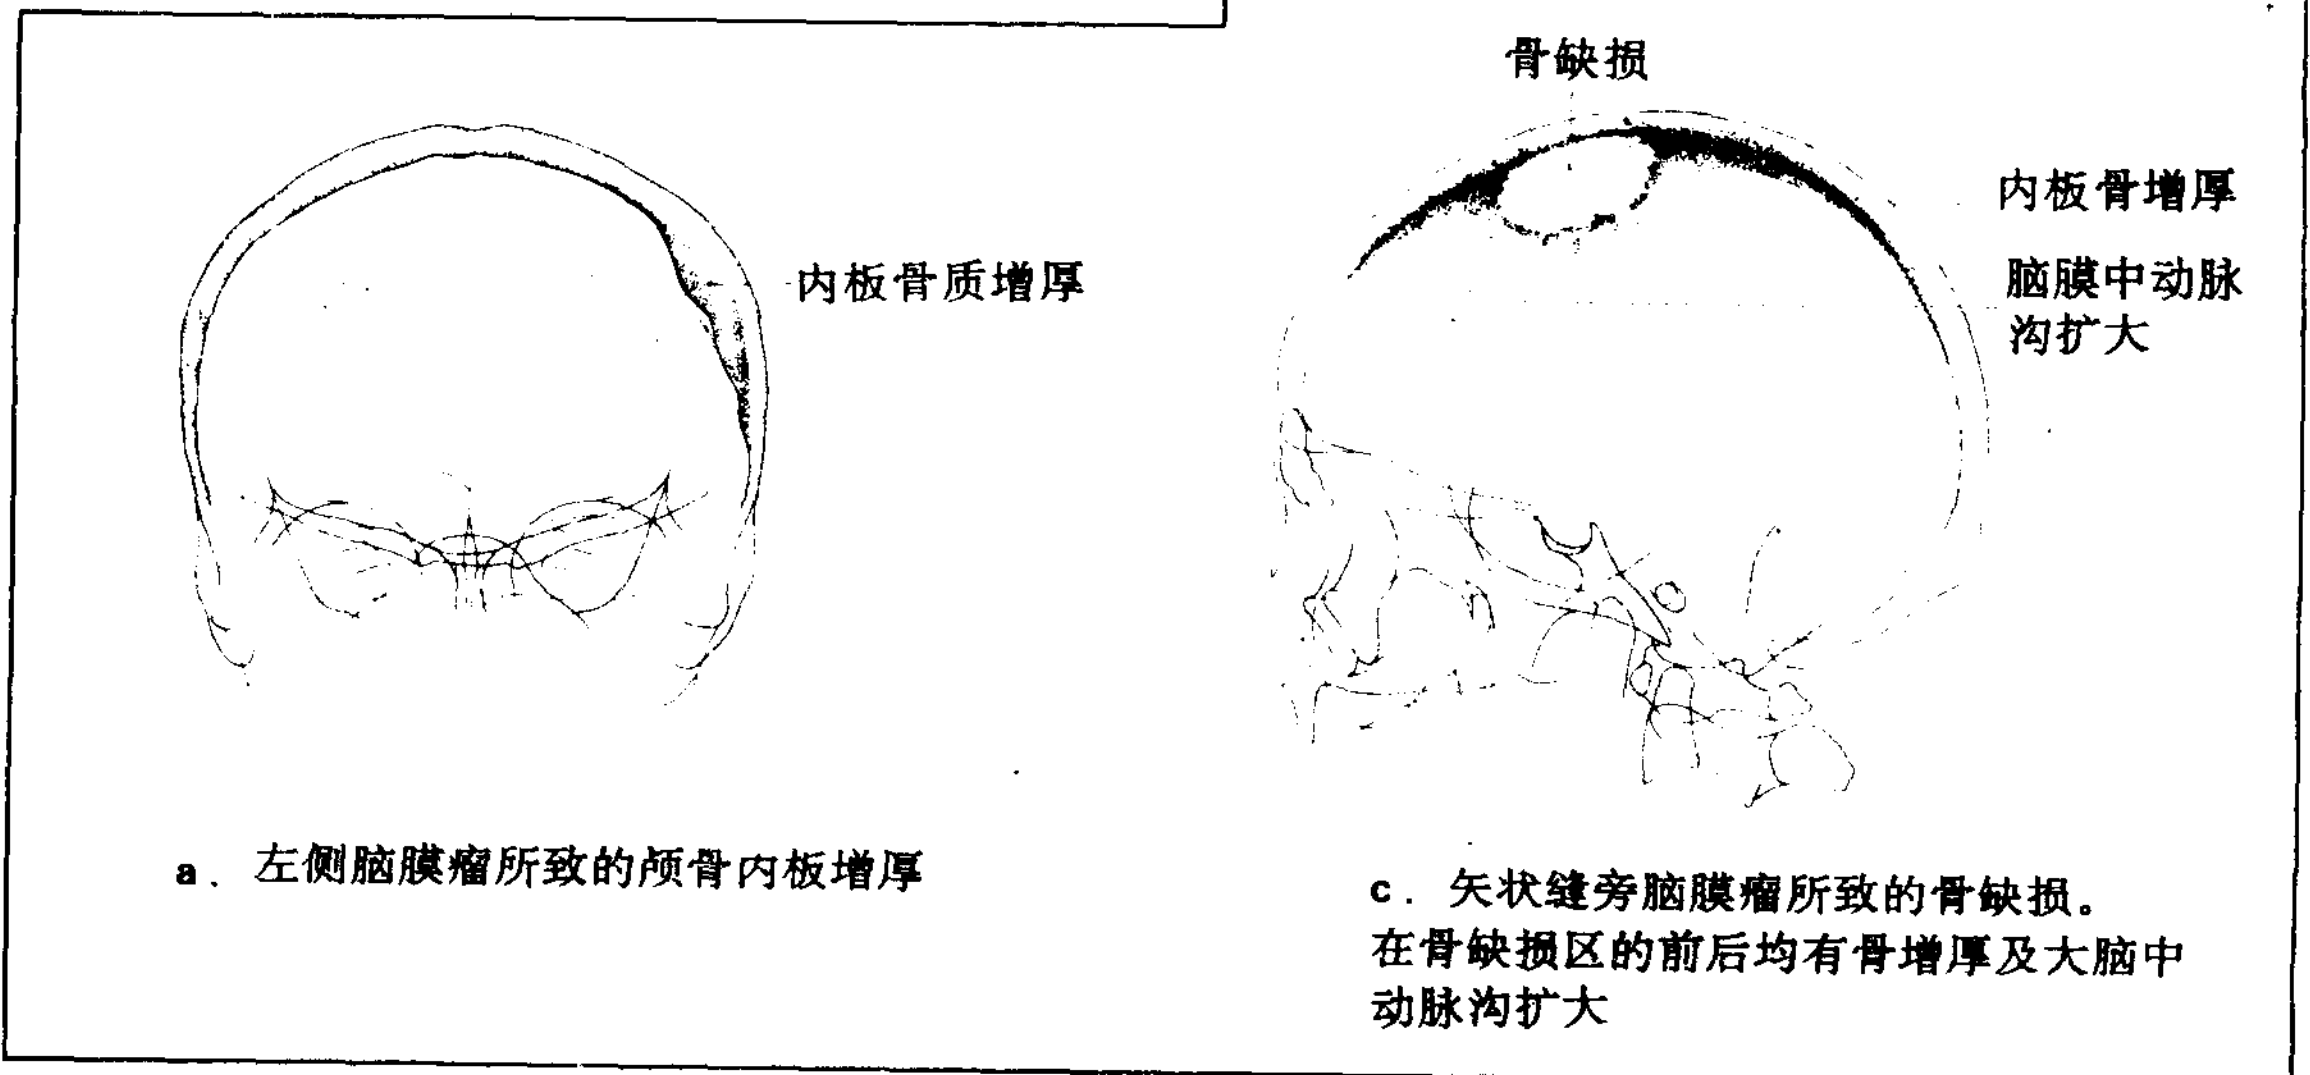 内板骨质增厚
a. 左侧脑膜瘤所致的颅骨内板增厚
骨缺损
内板骨增厚
脑膜中动脉
沟扩大
c. 矢状缝旁脑膜瘤所致的骨缺损。
在骨缺损区的前后均有骨增厚及大脑中
动脉沟扩大